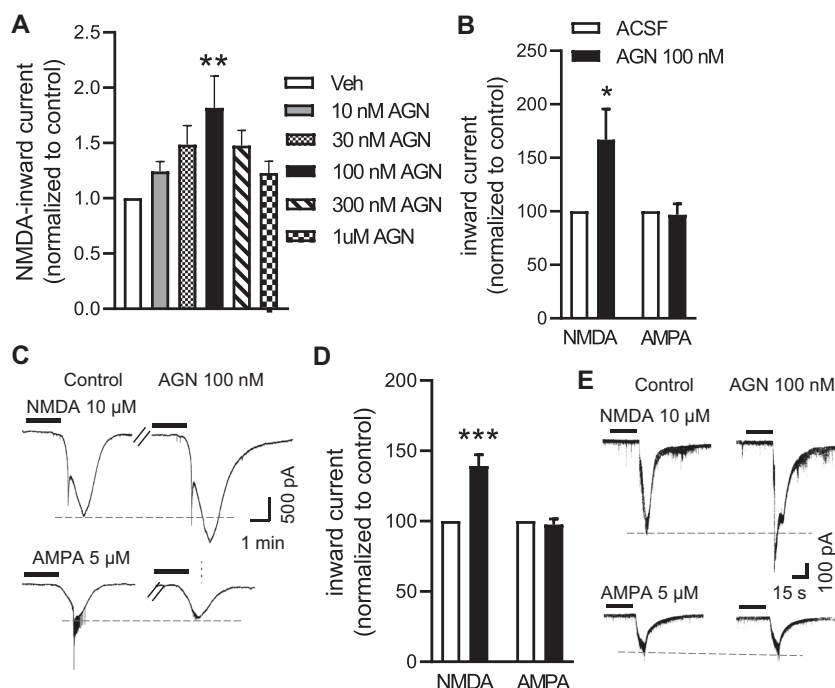 A
NMDA-inward current
(normalized to control)
2.5
2.0
1.5
1.0
0.5
0.0
**
Veh
10 nM AGN
30 nM AGN
100 nM AGN
300 nM AGN
1uM AGN
B
ACSF
AGN 100 nM
inward current
(normalized to control)
250
200
150
100
50
0
*
NMDA
AMPA
C
Control
AGN 100 nM
NMDA 10 µM
500 pA
1 min
AMPA 5 µM
D
inward current
(normalized to control)
200
150
100
50
0
***
NMDA
AMPA
E
Control
AGN 100 nM
NMDA 10 µM
100 pA
15 s
AMPA 5 µM